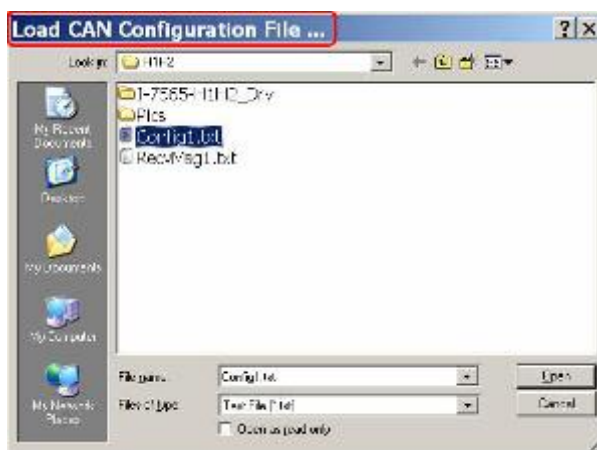 Load CAN Configuration File ...
Look in:
H1H2
I-7565-H1H2_Drv
Pics
Config1.txt
RecvMsg1.txt
My Recent
Documents
Desktop
My Documents
My Computer
My Network
Places
File name:
Config1.txt
Open
Files of type:
Text File (*.txt)
Cancel
Open as read-only